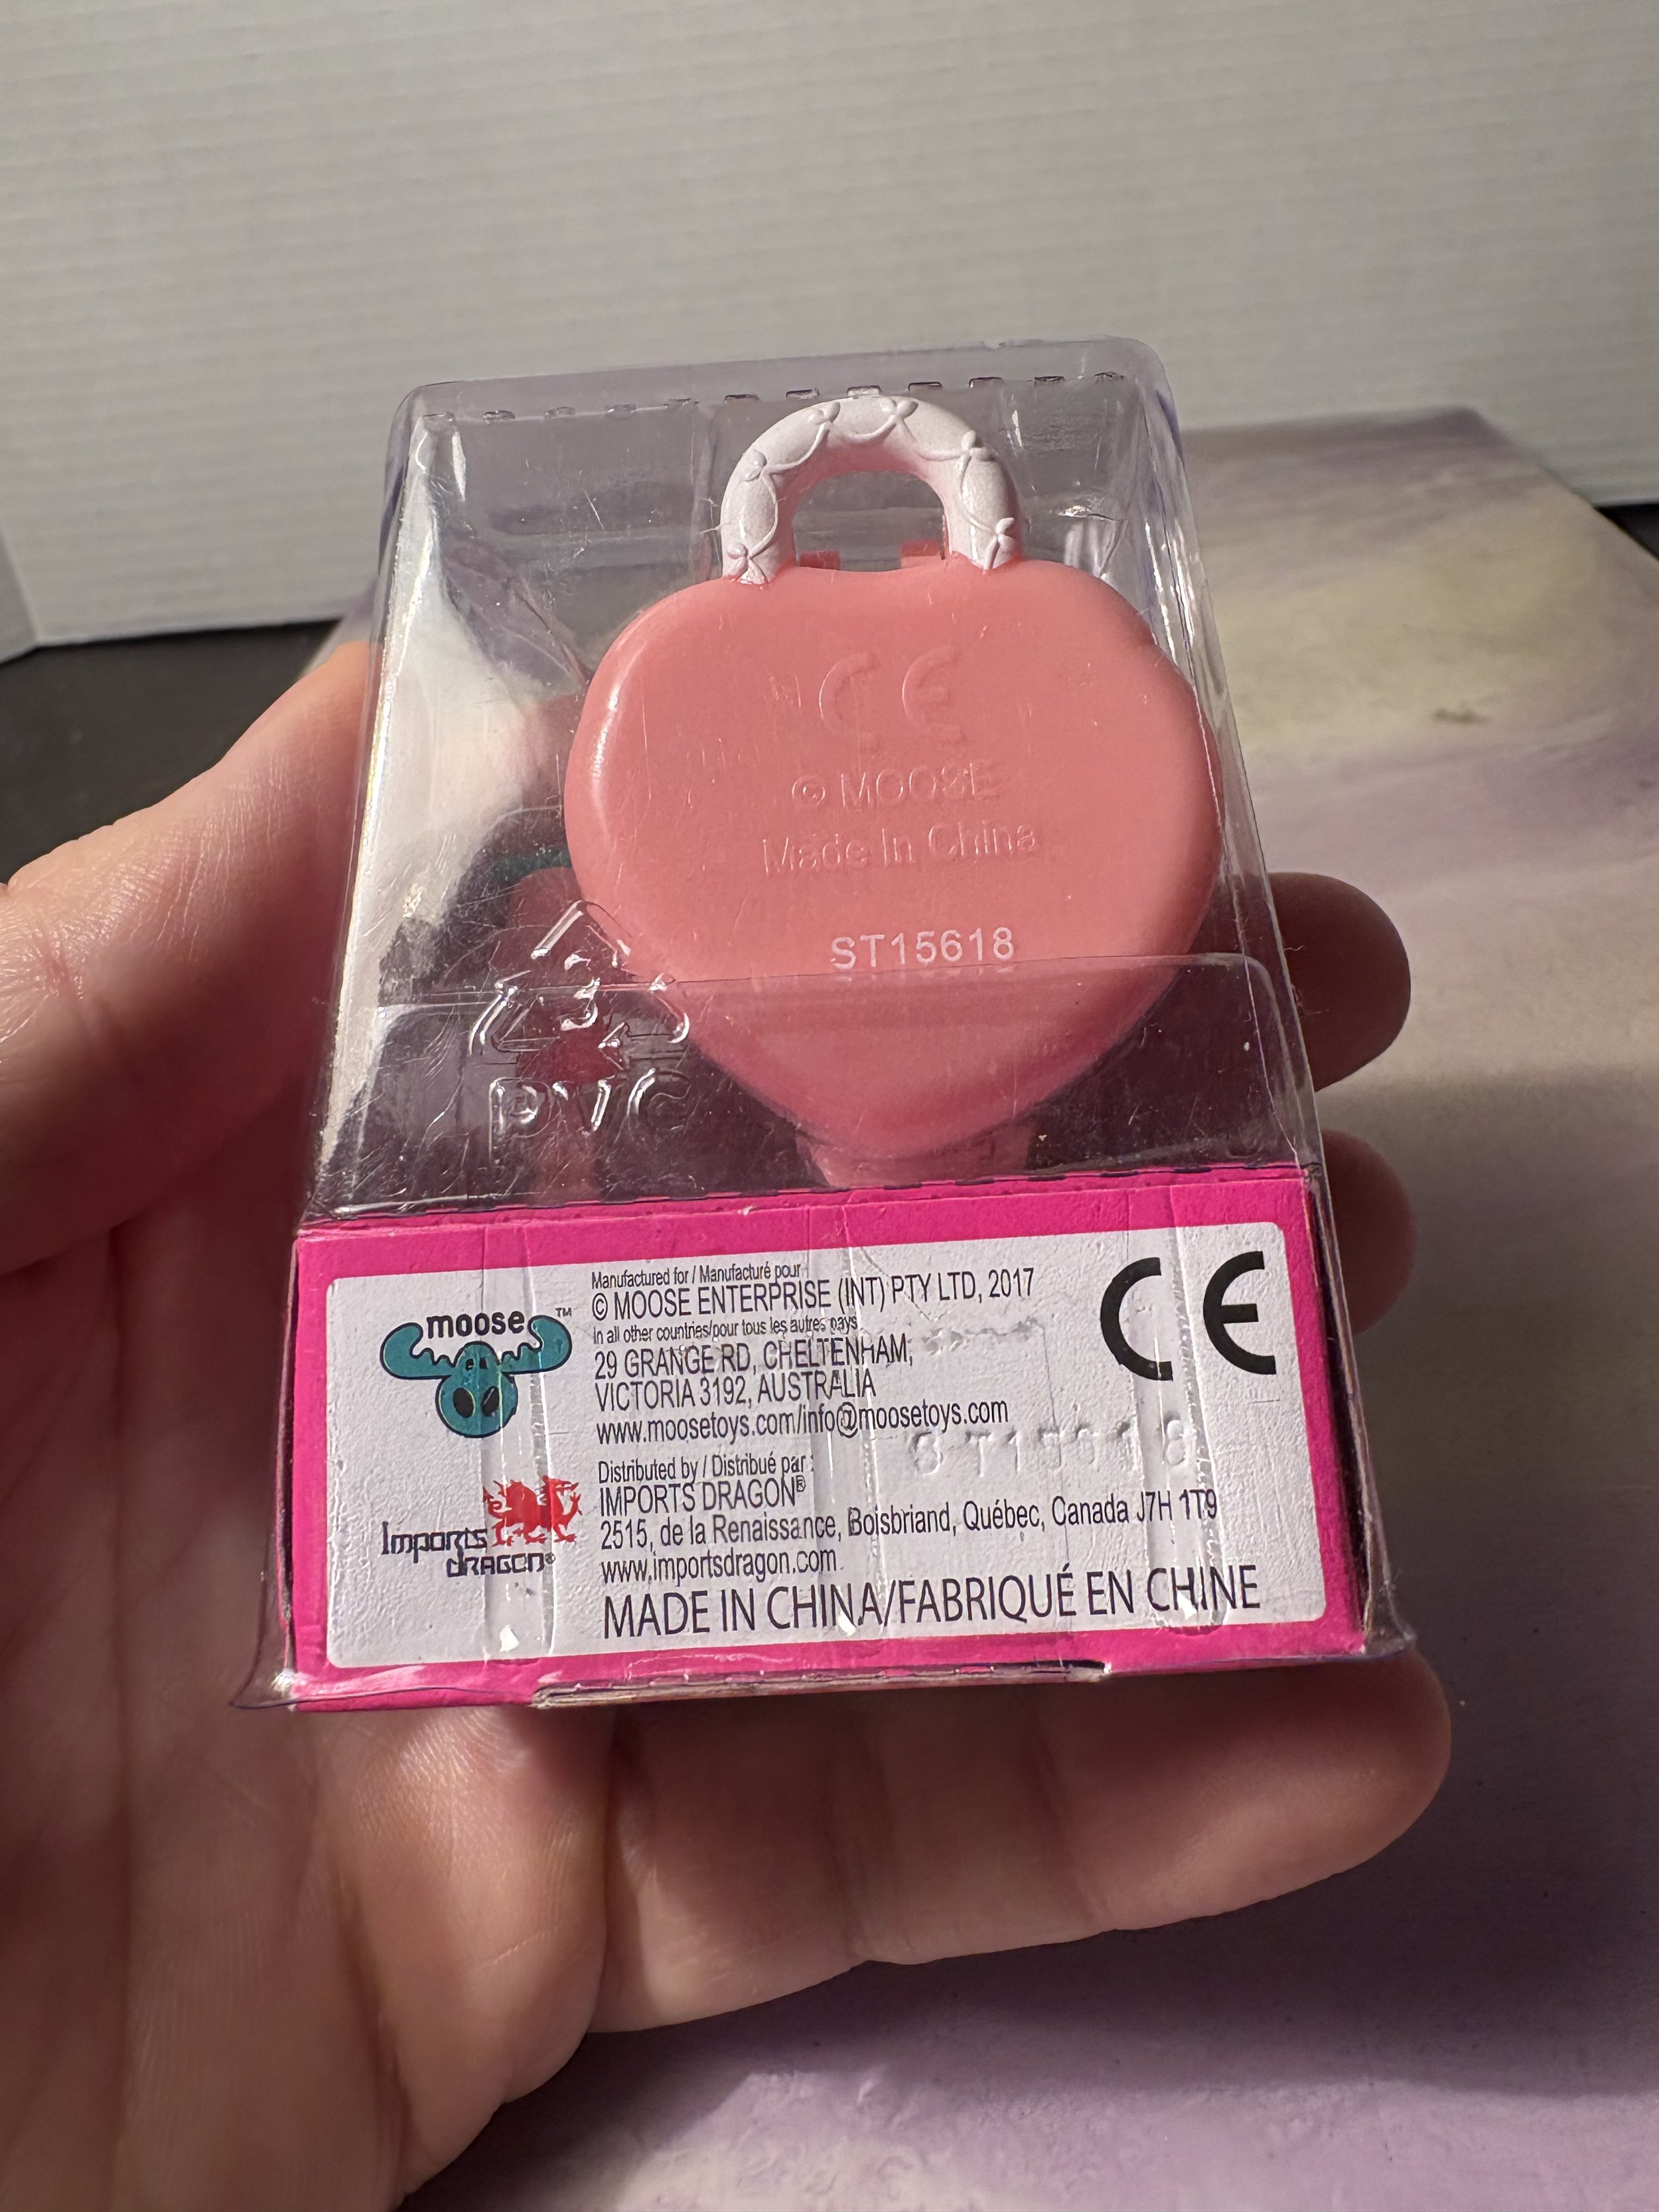 CE
© MOOSE
Made In China
ST15618
3
PVC
moose™
Manufactured for / Manufacturé pour
© MOOSE ENTERPRISE (INT) PTY LTD, 2017
in all other countries/pour tous les autres pays
29 GRANGE RD, CHELTENHAM,
VICTORIA 3192, AUSTRALIA
www.moosetoys.com/info@moosetoys.com
CE
ST15618
Imports DRAGON®
Distributed by / Distribué par :
IMPORTS DRAGON®
2515, de la Renaissance, Boisbriand, Québec, Canada J7H 1T9
www.importsdragon.com
MADE IN CHINA/FABRIQUÉ EN CHINE